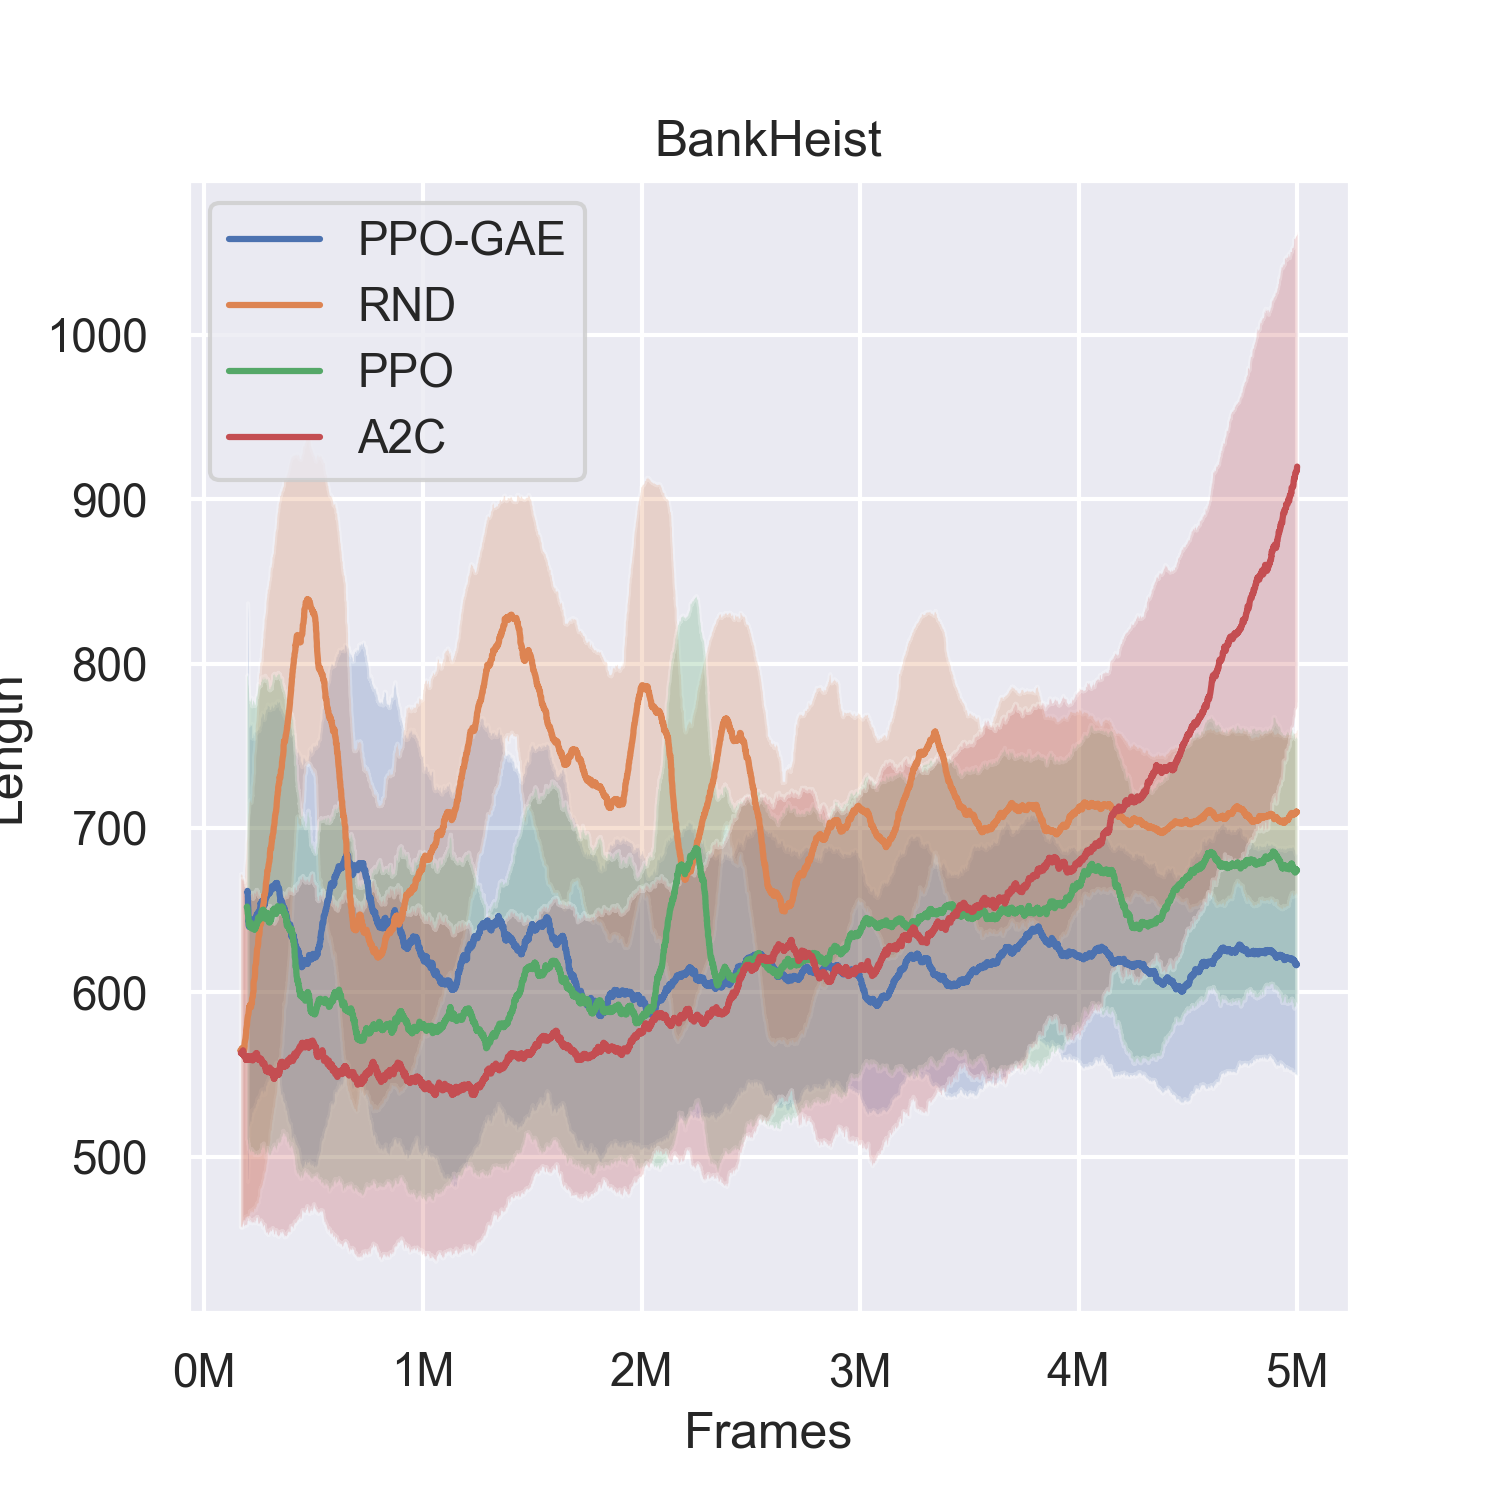 BankHeist
PPO-GAE
RND
PPO
A2C
1000
900
800
700
600
500
Length
0M
1M
2M
3M
4M
5M
Frames